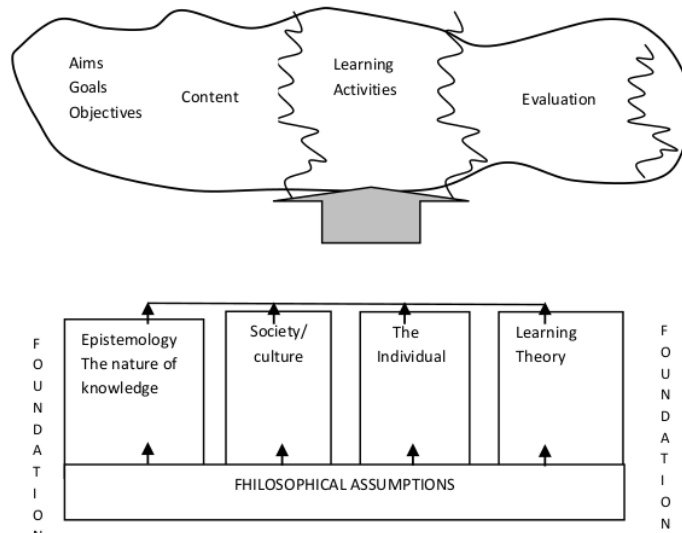 Aims
Goals
Objectives
Content
Learning
Activities
Evaluation
Epistemology
The nature of
knowledge
Society/
culture
The
Individual
Learning
Theory
FHILOSOPHICAL ASSUMPTIONS
F
O
U
N
D
A
T
I
O
N
F
O
U
N
D
A
T
I
O
N